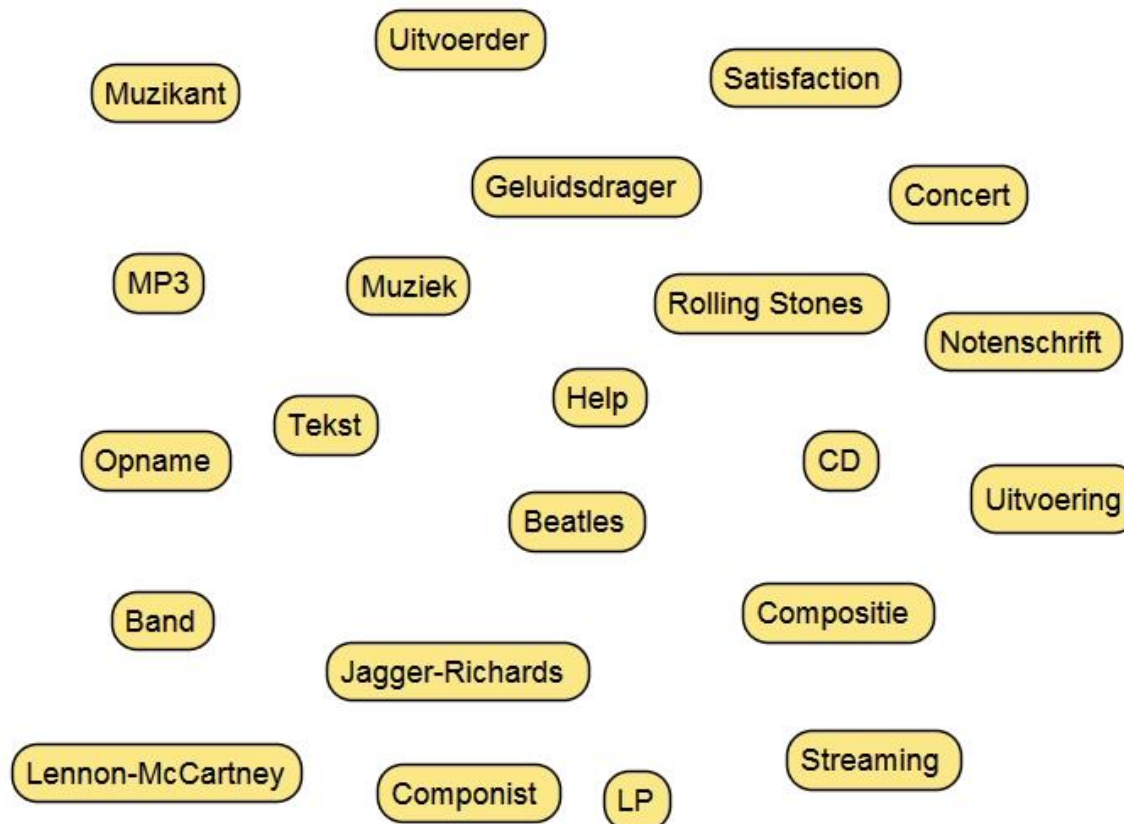 Uitvoerder
Satisfaction
Muzikant
Geluidsdrager
Concert
MP3
Muziek
Rolling Stones
Notenschrift
Help
Tekst
Opname
CD
Uitvoering
Beatles
Band
Compositie
Jagger-Richards
Streaming
Lennon-McCartney
Componist
LP